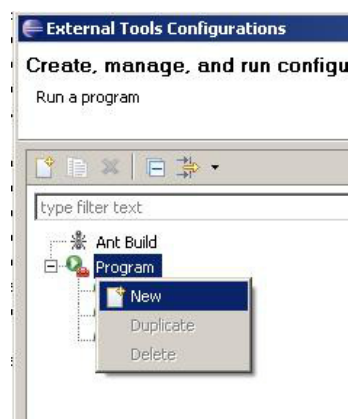 External Tools Configurations
Create, manage, and run configu
Run a program
type filter text
Ant Build
Program
New
Duplicate
Delete